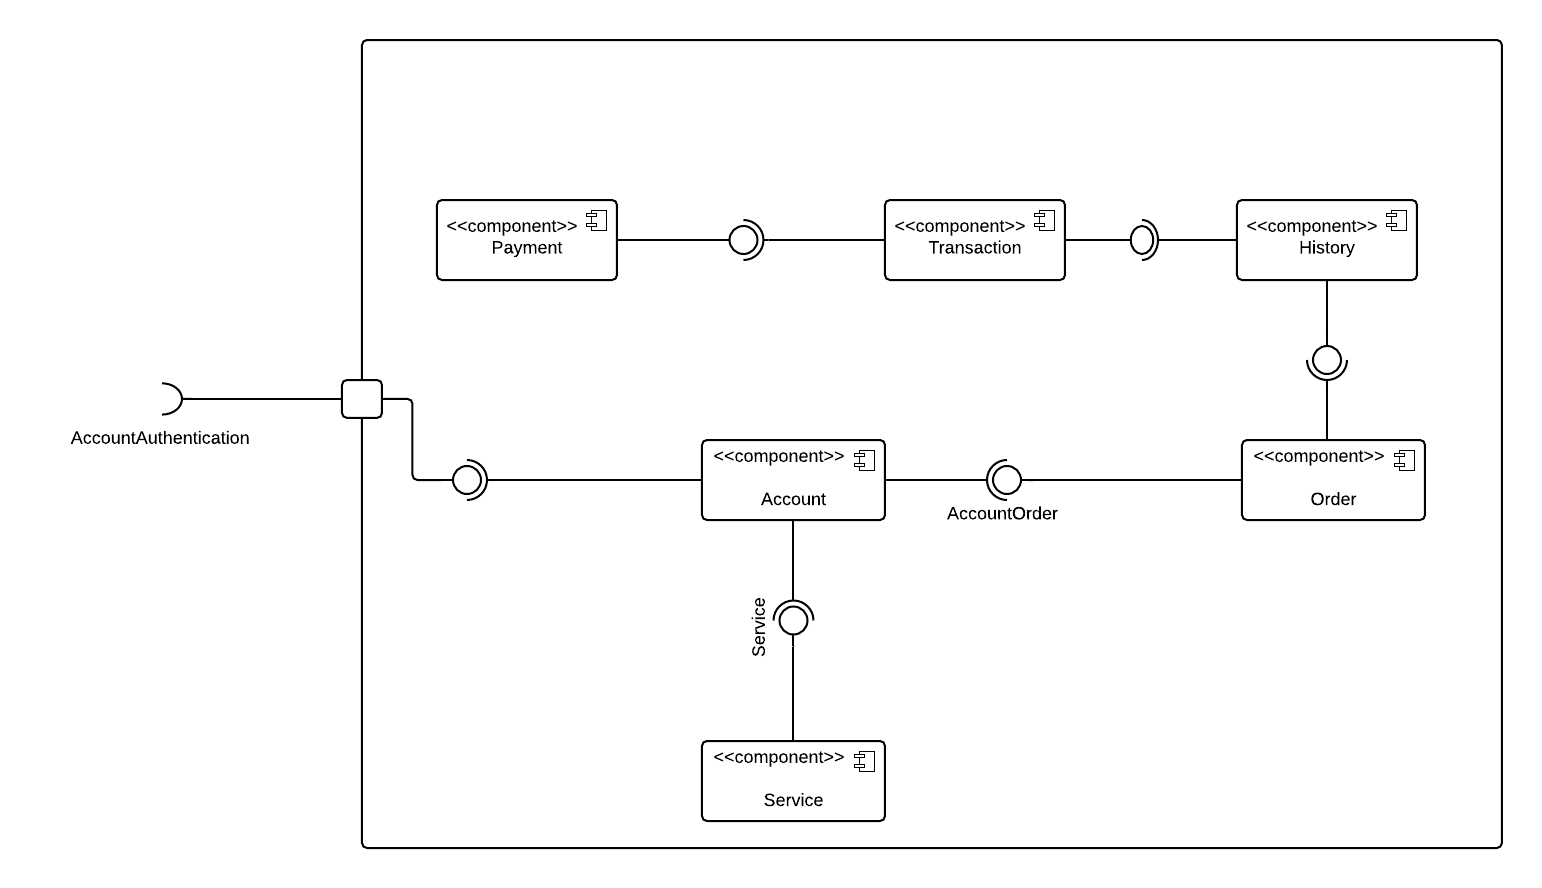 <<component>>
Payment
<<component>>
Transaction
<<component>>
History
AccountAuthentication
<<component>>
Account
AccountOrder
<<component>>
Order
Service
<<component>>
Service